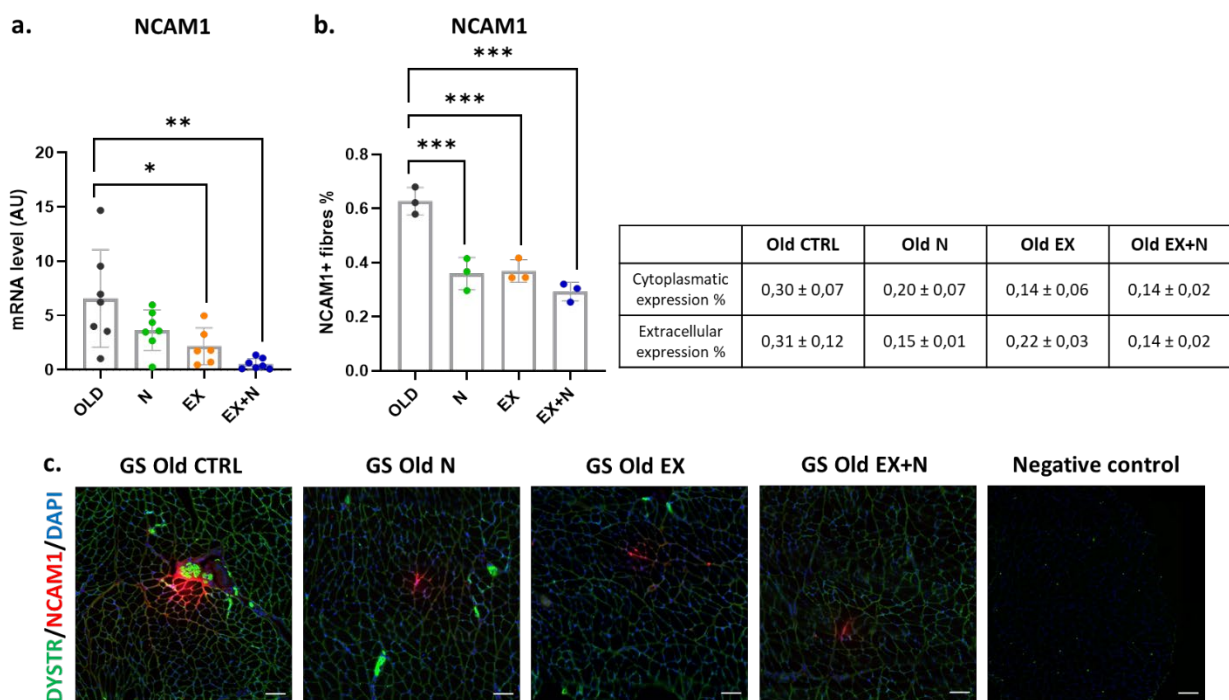 a.
NCAM1
**
*
mRNA level (AU)
20
15
10
5
0
OLD
N
EX
EX+N
b.
NCAM1
***
***
***
NCAM1+ fibres %
0.8
0.6
0.4
0.2
0.0
OLD
N
EX
EX+N
Old CTRL Old N Old EX Old EX+N
Cytoplasmatic expression % 0,30 ± 0,07 0,20 ± 0,07 0,14 ± 0,06 0,14 ± 0,02
Extracellular expression % 0,31 ± 0,12 0,15 ± 0,01 0,22 ± 0,03 0,14 ± 0,02
c.
GS Old CTRL GS Old N GS Old EX GS Old EX+N Negative control
DYSTR/NCAM1/DAPI